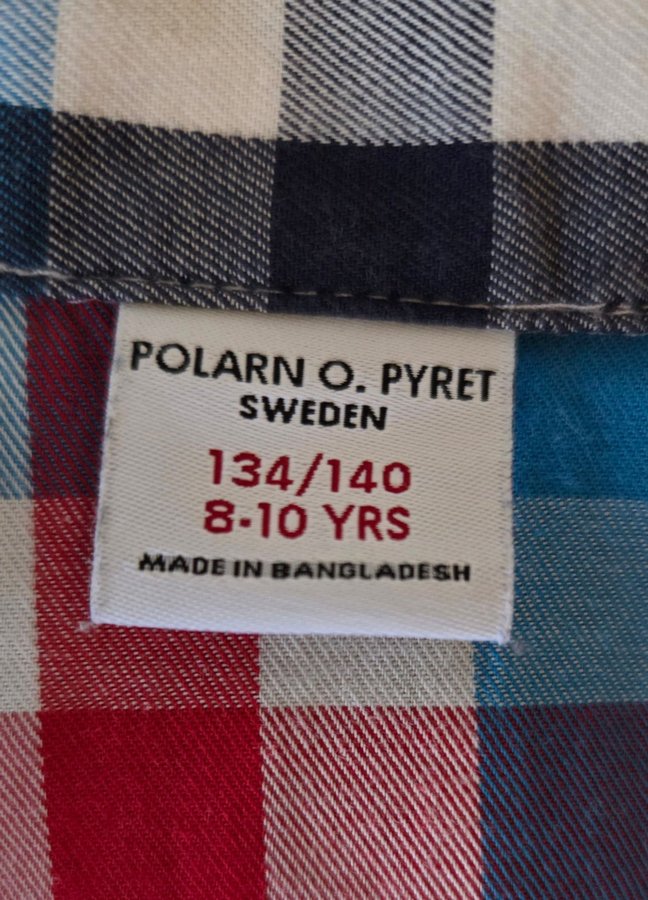 POLARN O. PYRET
SWEDEN
134/140
8-10 YRS
MADE IN BANGLADESH